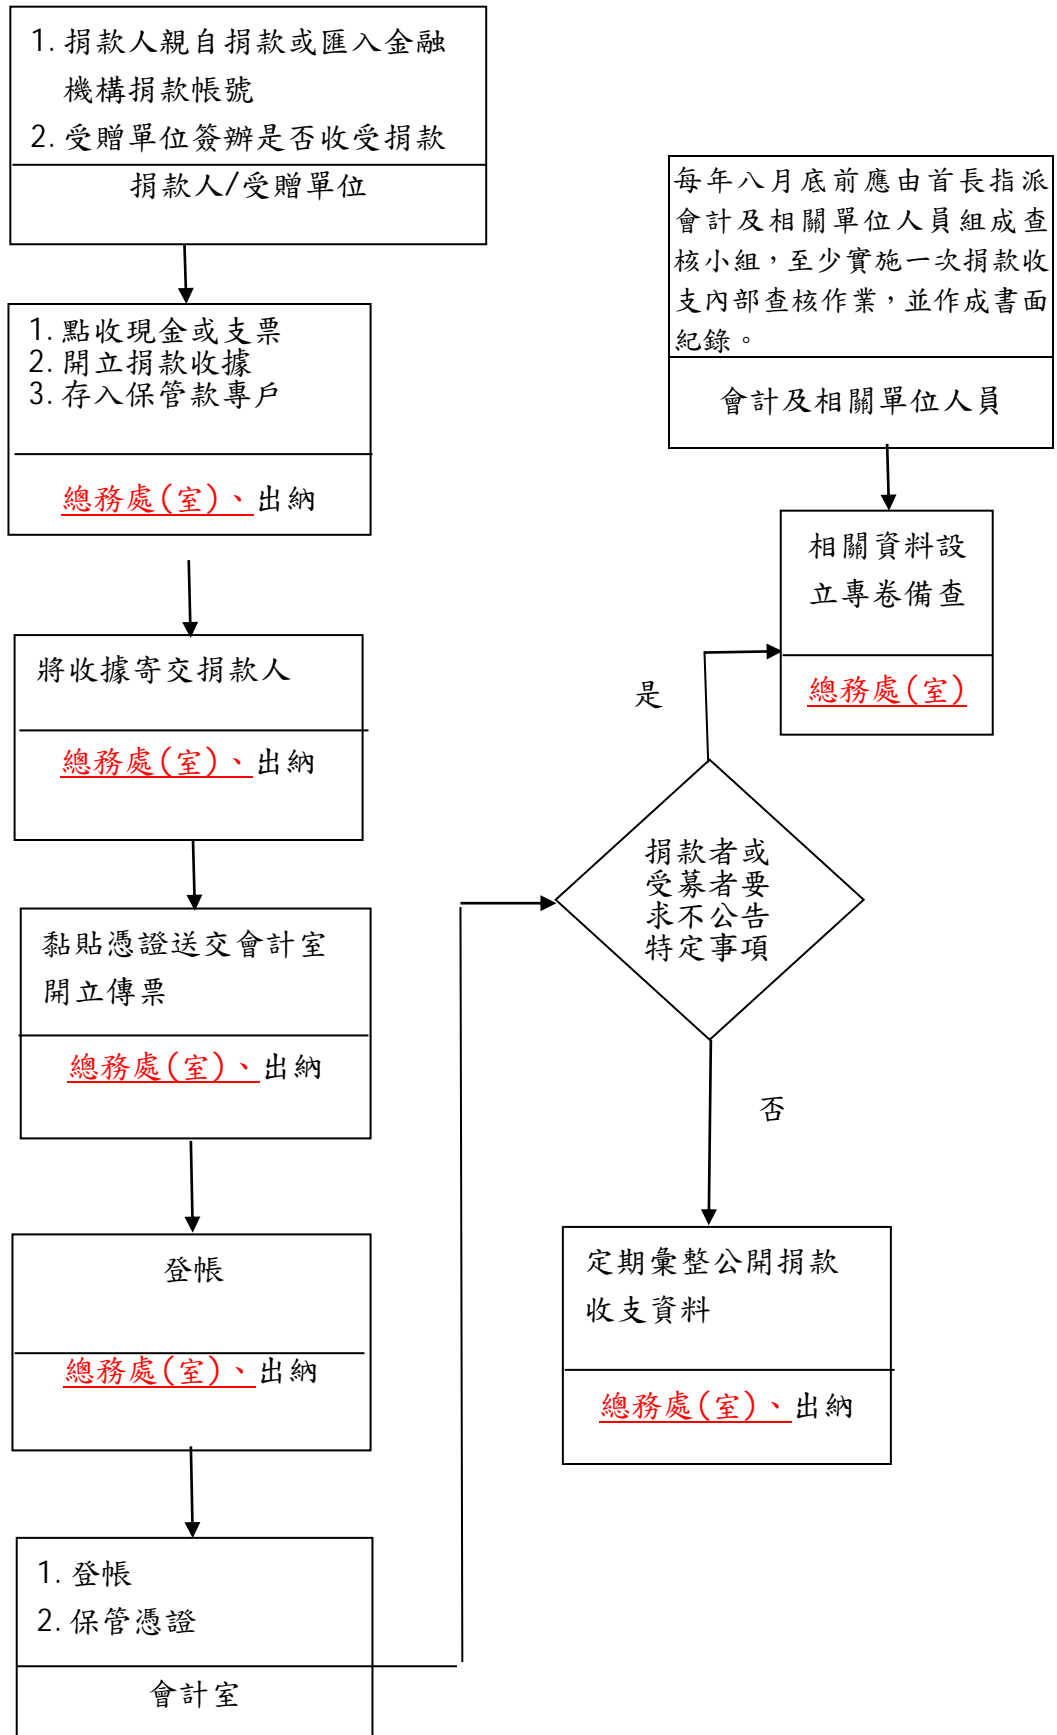 1. 捐款人親自捐款或匯入金融
機構捐款帳號
2. 受贈單位簽辦是否收受捐款
捐款人/受贈單位
1. 點收現金或支票
2. 開立捐款收據
3. 存入保管款專戶
總務處(室)、出納
將收據寄交捐款人
總務處(室)、出納
黏貼憑證送交會計室
開立傳票
總務處(室)、出納
登帳
總務處(室)、出納
1. 登帳
2. 保管憑證
會計室
每年八月底前應由首長指派
會計及相關單位人員組成查
核小組，至少實施一次捐款收
支內部查核作業，並作成書面
紀錄。
會計及相關單位人員
相關資料設
立專卷備查
總務處(室)
是
捐款者或
受募者要
求不公告
特定事項
否
定期彙整公開捐款
收支資料
總務處(室)、出納